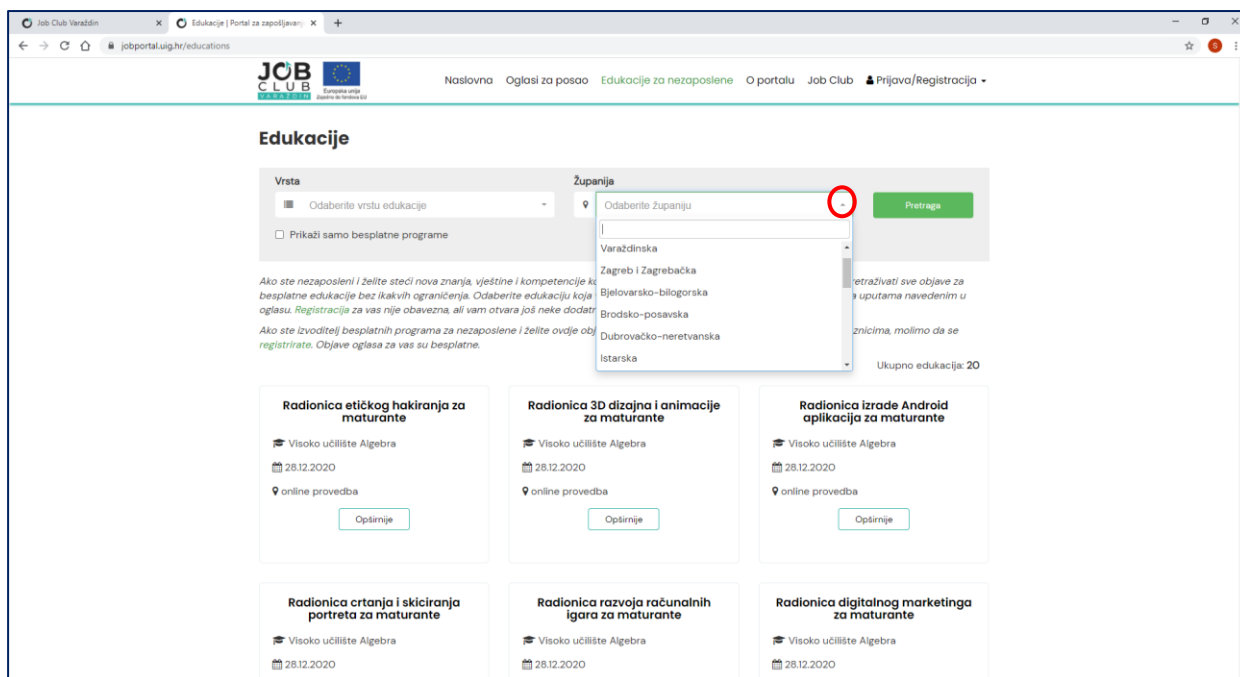 Job Club Varaždin
Edukacije | Portal za zapošljavanj
jobportal.uig.hr/educations
S
JOB
CLUB
VARAŽDIN
Europska unija
Naslovna Oglasi za posao Edukacije za nezaposlene O portalu Job Club Prijava/Registracija
Edukacije
Vrsta
Županija
Odaberite vrstu edukacije
Odaberite županiju
Pretraga
Prikaži samo besplatne programe
Varaždinska
Zagreb i Zagrebačka
Bjelovarsko-bilogorska
Brodsko-posavska
Dubrovačko-neretvanska
Istarska
Ako ste nezaposleni i želite steći nova znanja, vještine i kompetencije etraživati sve objave za
besplatne edukacije bez ikakvih ograničenja. Odaberite edukaciju koja uputama navedenim u
oglasu. Registracija za vas nije obavezna, ali vam otvara još neke dodatn
Ako ste izvoditelj besplatnih programa za nezaposlene i želite ovdje obj znicima, molimo da se
registrirate. Objave oglasa za vas su besplatne.
Ukupno edukacija: 20
Radionica etičkog hakiranja za
maturante
Visoko učilište Algebra
28.12.2020
online provedba
Opširnije
Radionica 3D dizajna i animacije
za maturante
Visoko učilište Algebra
28.12.2020
online provedba
Opširnije
Radionica izrade Android
aplikacija za maturante
Visoko učilište Algebra
28.12.2020
online provedba
Opširnije
Radionica crtanja i skiciranja
portreta za maturante
Visoko učilište Algebra
28.12.2020
Radionica razvoja računalnih
igara za maturante
Visoko učilište Algebra
28.12.2020
Radionica digitalnog marketinga
za maturante
Visoko učilište Algebra
28.12.2020